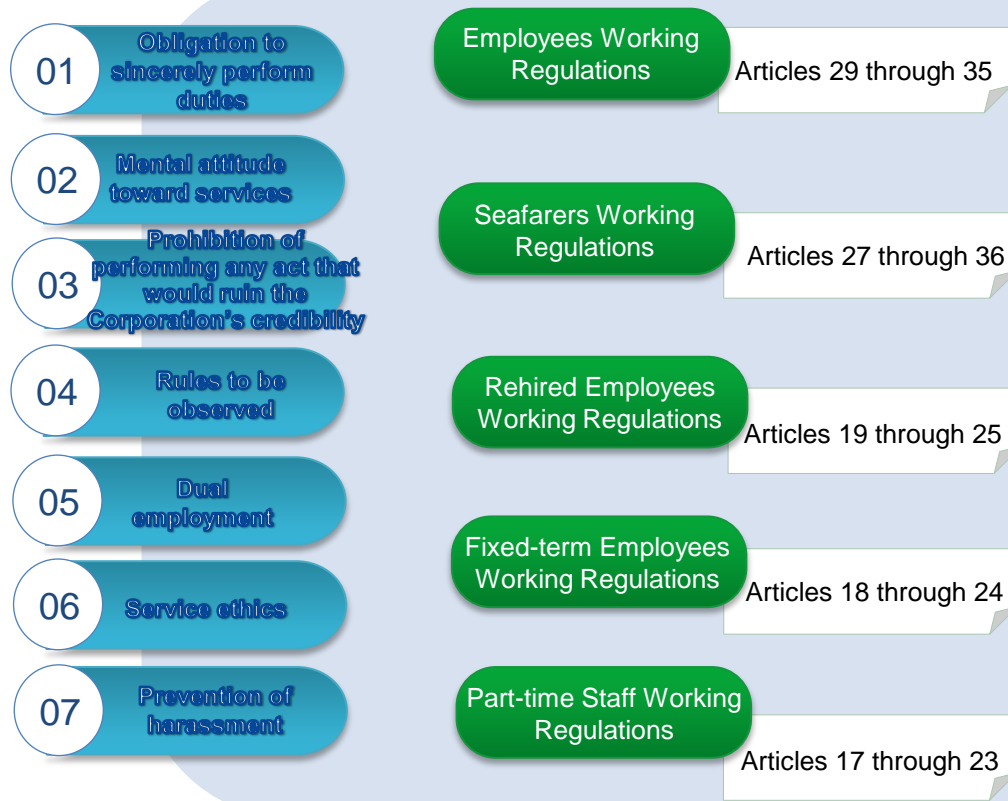 01
Obligation to
sincerely perform
duties
02
Mental attitude
toward services
03
Prohibition of
performing any act that
would ruin the
Corporation's credibility
04
Rules to be
observed
05
Dual
employment
06
Service ethics
07
Prevention of
harassment
Employees Working
Regulations
Articles 29 through 35
Seafarers Working
Regulations
Articles 27 through 36
Rehired Employees
Working Regulations
Articles 19 through 25
Fixed-term Employees
Working Regulations
Articles 18 through 24
Part-time Staff Working
Regulations
Articles 17 through 23